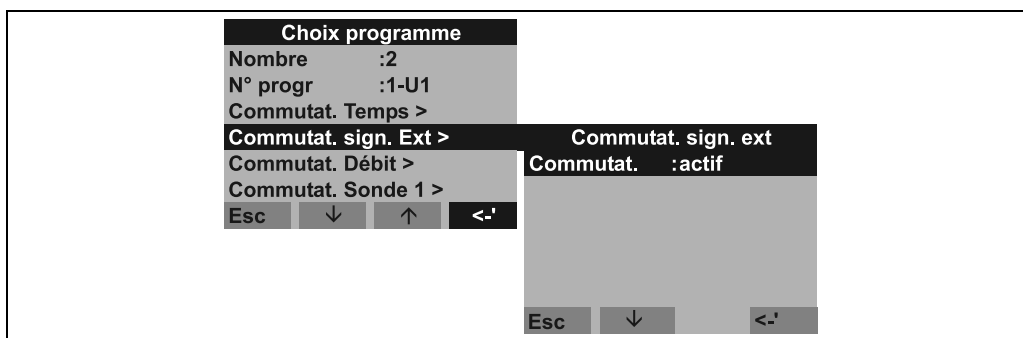 Choix programme
Nombre :2
N° progr :1-U1
Commutat. Temps >
Commutat. sign. Ext >
Commutat. Débit >
Commutat. Sonde 1 >
Esc ↓ ↑ <-'
Commutat. sign. ext
Commutat. :actif
Esc ↓ <-'